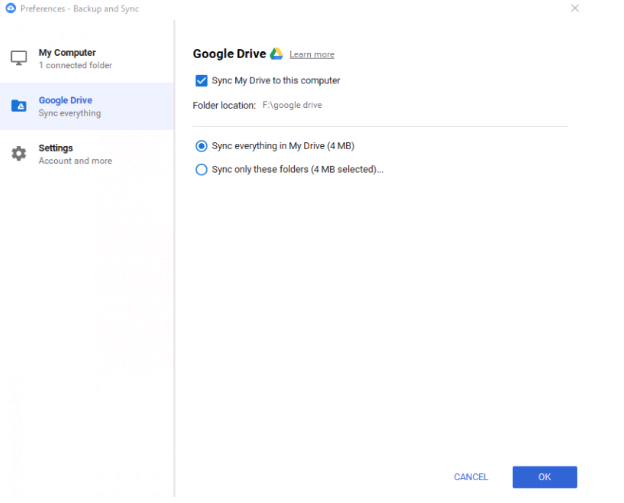 Preferences - Backup and Sync
My Computer
1 connected folder
Google Drive
Sync everything
Settings
Account and more
Google Drive Learn more
Sync My Drive to this computer
Folder location: F:\google drive
Sync everything in My Drive (4 MB)
Sync only these folders (4 MB selected)...
CANCEL OK